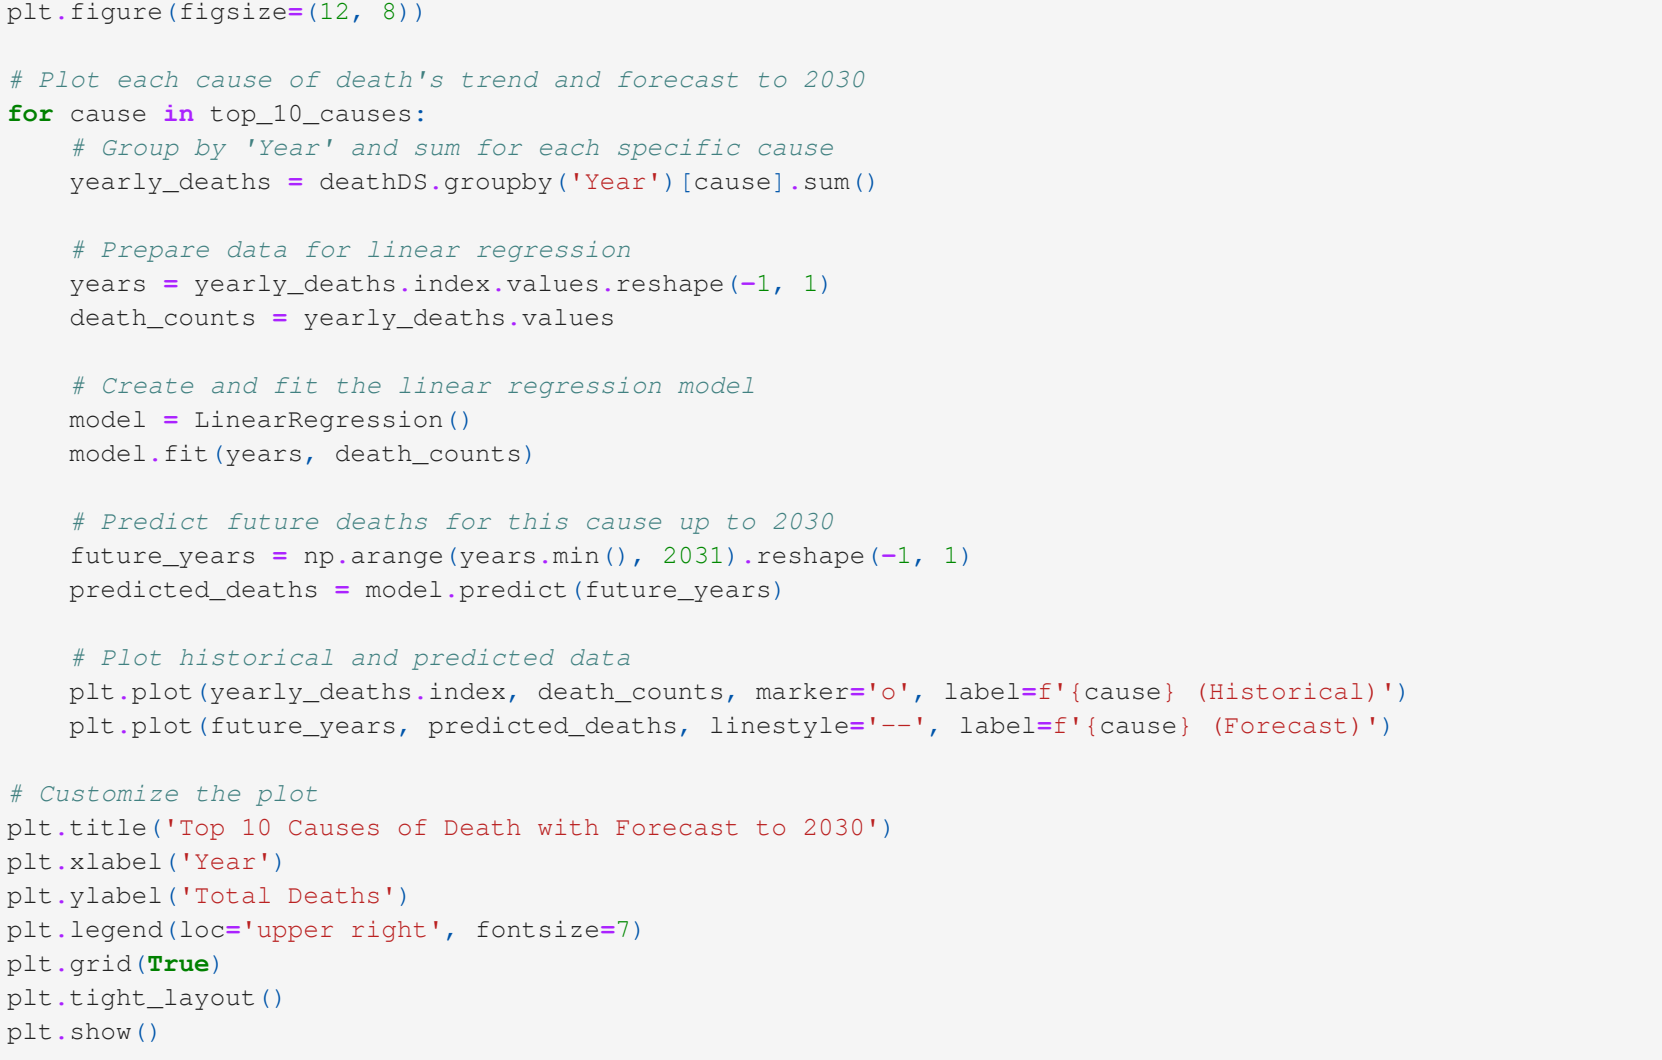 plt.figure(figsize=(12, 8))
# Plot each cause of death's trend and forecast to 2030
for cause in top_10_causes:
    # Group by 'Year' and sum for each specific cause
    yearly_deaths = deathDS.groupby('Year')[cause].sum()
    # Prepare data for linear regression
    years = yearly_deaths.index.values.reshape(-1, 1)
    death_counts = yearly_deaths.values
    # Create and fit the linear regression model
    model = LinearRegression()
    model.fit(years, death_counts)
    # Predict future deaths for this cause up to 2030
    future_years = np.arange(years.min(), 2031).reshape(-1, 1)
    predicted_deaths = model.predict(future_years)
    # Plot historical and predicted data
    plt.plot(yearly_deaths.index, death_counts, marker='o', label=f'{cause} (Historical)')
    plt.plot(future_years, predicted_deaths, linestyle='--', label=f'{cause} (Forecast)')
# Customize the plot
plt.title('Top 10 Causes of Death with Forecast to 2030')
plt.xlabel('Year')
plt.ylabel('Total Deaths')
plt.legend(loc='upper right', fontsize=7)
plt.grid(True)
plt.tight_layout()
plt.show()